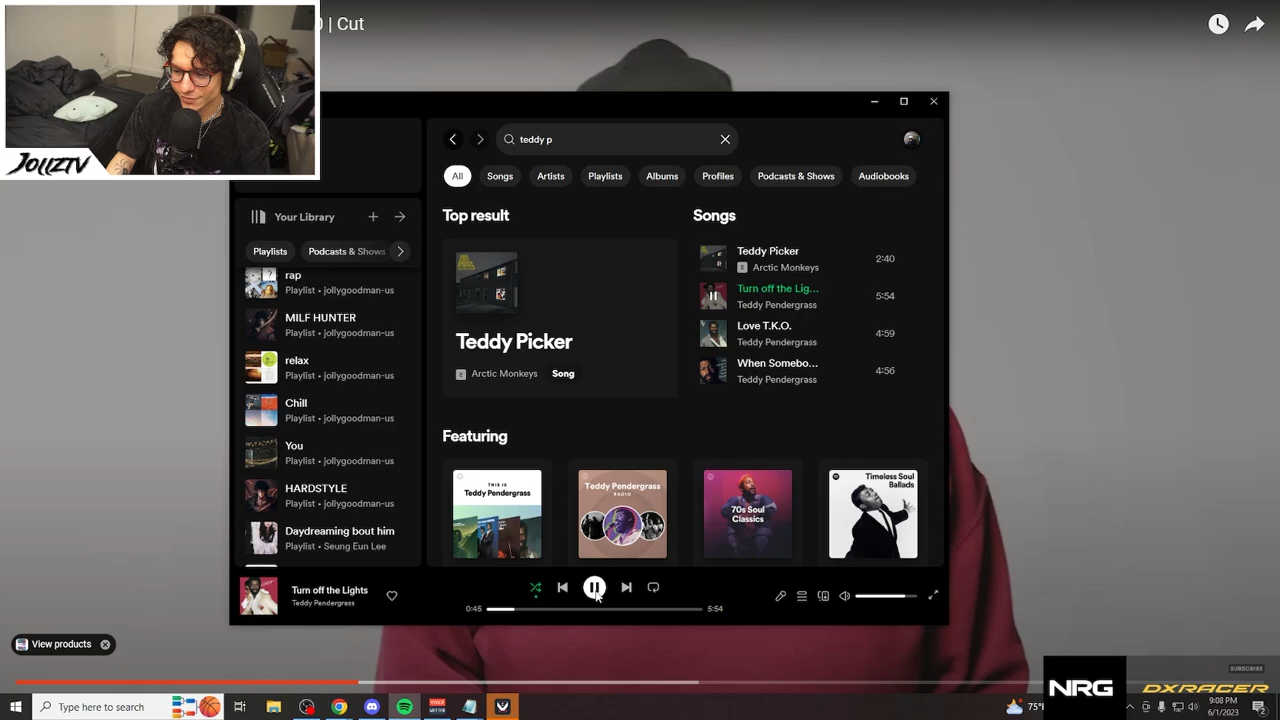 0 | Cut
JOLLZTV
teddy p
All
Songs
Artists
Playlists
Albums
Profiles
Podcasts & Shows
Audiobooks
Your Library
Playlists
Podcasts & Shows
rap
Playlist • jollygoodman-us
MILF HUNTER
Playlist • jollygoodman-us
relax
Playlist • jollygoodman-us
Chill
Playlist • jollygoodman-us
You
Playlist • jollygoodman-us
HARDSTYLE
Playlist • jollygoodman-us
Daydreaming bout him
Playlist • Seung Eun Lee
Top result
Teddy Picker
E Arctic Monkeys Song
Songs
Teddy Picker
E Arctic Monkeys
2:40
Turn off the Lig...
Teddy Pendergrass
5:54
Love T.K.O.
Teddy Pendergrass
4:59
When Somebo...
Teddy Pendergrass
4:56
Featuring
THIS IS
Teddy Pendergrass
Teddy Pendergrass
RADIO
70s Soul
Classics
Timeless Soul
Ballads
Turn off the Lights
Teddy Pendergrass
0:45
5:54
View products
SUBSCRIBE
NRG
DXRACER
Type here to search
75°F
9:08 PM
6/1/2023